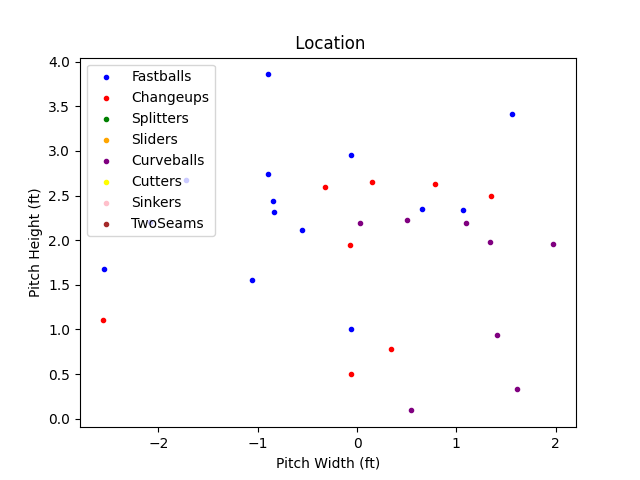 Location
Fastballs
Changeups
Splitters
Sliders
Curveballs
Cutters
Sinkers
TwoSeams
4.0
3.5
3.0
2.5
2.0
1.5
1.0
0.5
0.0
Pitch Height (ft)
−2 −1 0 1 2
Pitch Width (ft)